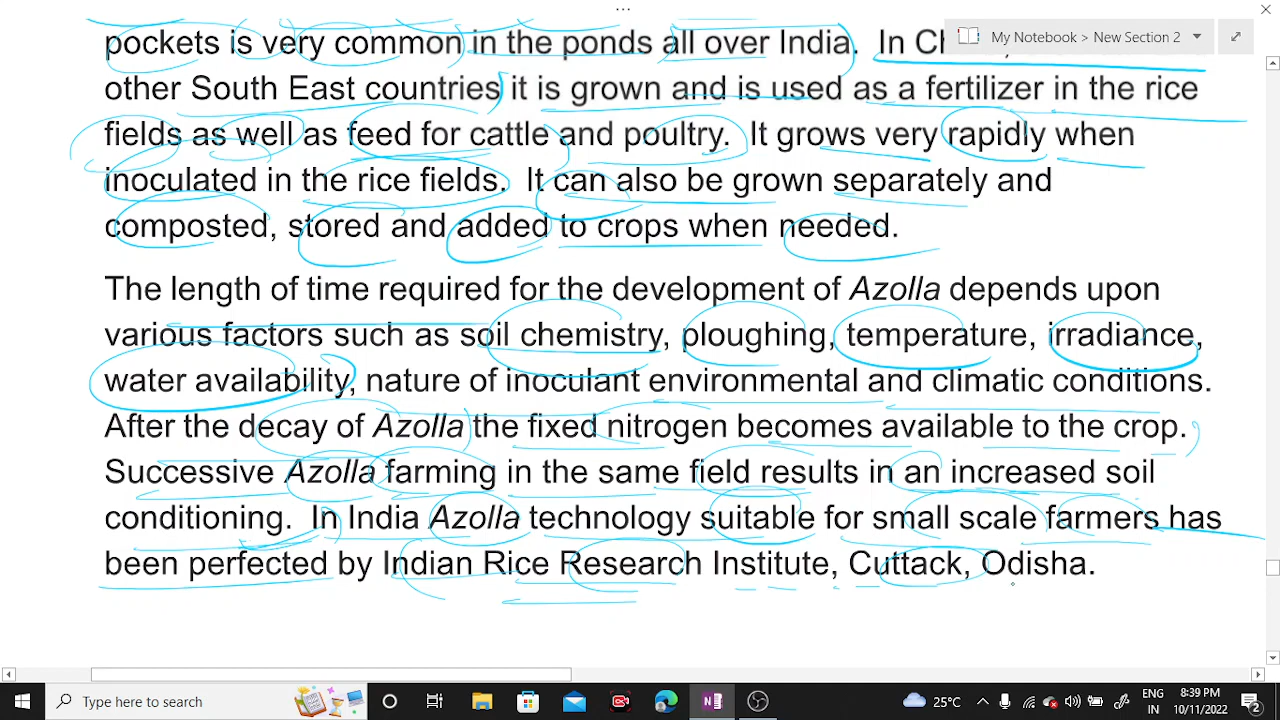 ...
My Notebook > New Section 2
pockets is very common in the ponds all over India. In Ch
other South East countries it is grown and is used as a fertilizer in the rice
fields as well as feed for cattle and poultry. It grows very rapidly when
inoculated in the rice fields. It can also be grown separately and
composted, stored and added to crops when needed.
The length of time required for the development of Azolla depends upon
various factors such as soil chemistry, ploughing, temperature, irradiance,
water availability, nature of inoculant environmental and climatic conditions.
After the decay of Azolla the fixed nitrogen becomes available to the crop.
Successive Azolla farming in the same field results in an increased soil
conditioning. In India Azolla technology suitable for small scale farmers has
been perfected by Indian Rice Research Institute, Cuttack, Odisha.
Type here to search
25°C
ENG
IN
8:39 PM
10/11/2022
2